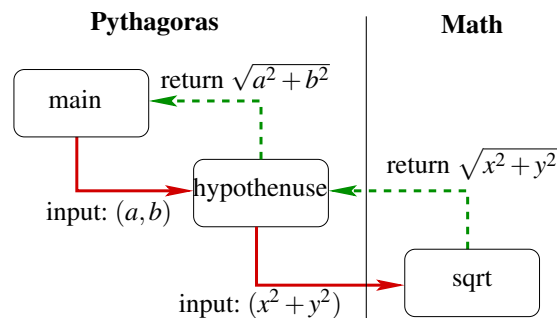 Pythagoras
Math
return √(a² + b²)
main
return √(x² + y²)
hypothenuse
input: (a, b)
sqrt
input: (x² + y²)